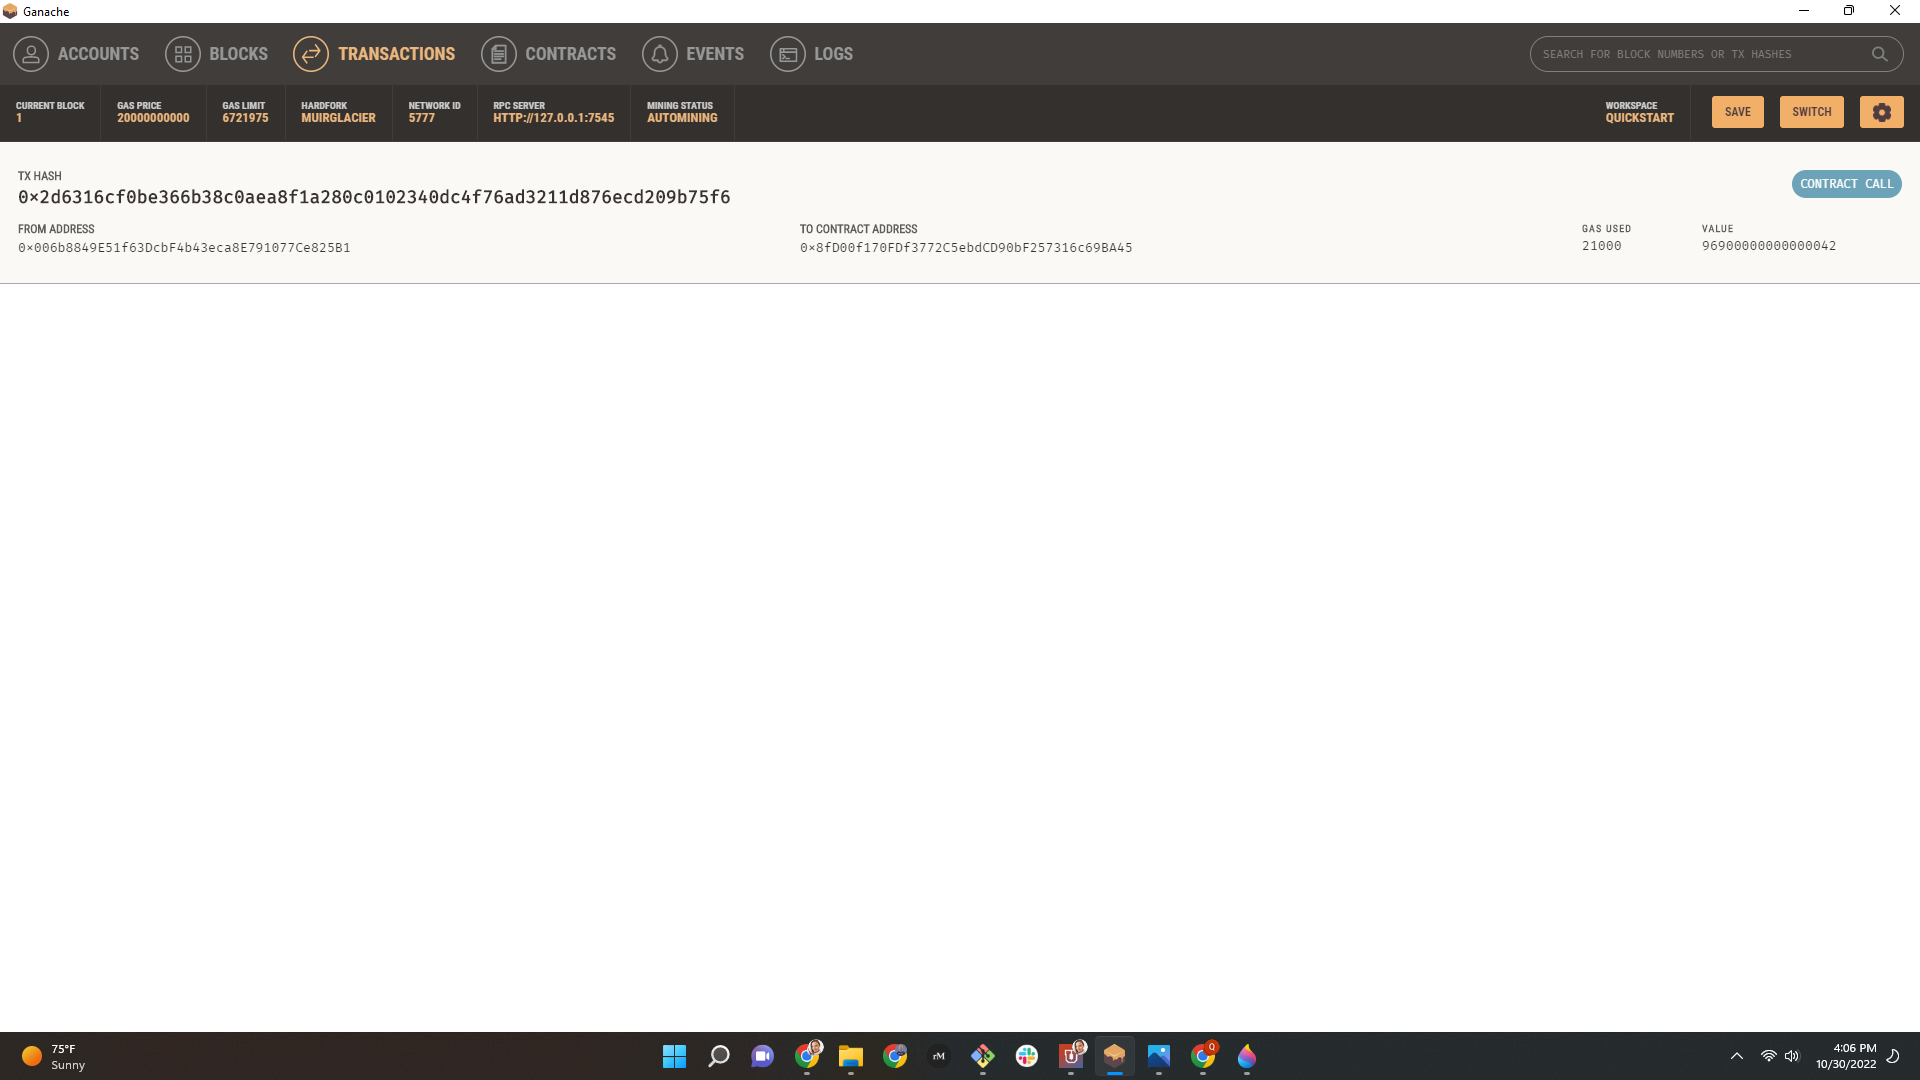 Ganache
ACCOUNTS BLOCKS TRANSACTIONS CONTRACTS EVENTS LOGS SEARCH FOR BLOCK NUMBERS OR TX HASHES
CURRENT BLOCK GAS PRICE GAS LIMIT HARDFORK NETWORK ID RPC SERVER MINING STATUS WORKSPACE
1 20000000000 6721975 MUIRGLACIER 5777 HTTP://127.0.0.1:7545 AUTOMINING QUICKSTART SAVE SWITCH
TX HASH
0×2d6316cf0be366b38c0aea8f1a280c0102340dc4f76ad3211d876ecd209b75f6 CONTRACT CALL
FROM ADDRESS TO CONTRACT ADDRESS GAS USED VALUE
0×006b8849E51f63DcbF4b43eca8E791077Ce825B1 0×8fD00f170FDf3772C5ebdCD90bF257316c69BA45 21000 96900000000000042
75°F
Sunny
rM
Q
4:06 PM
10/30/2022